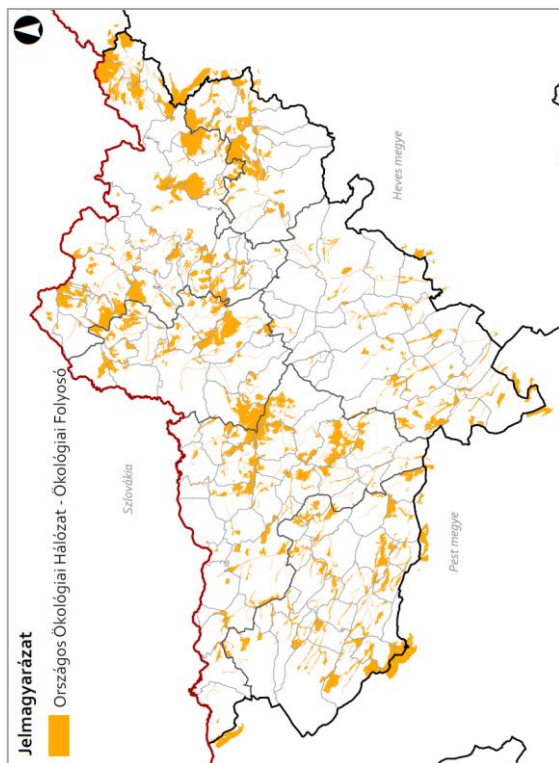 Jelmagyarázat
Országos Ökológiai Hálózat - Ökológiai Folyosó
Szlovákia
Heves megye
Pest megye